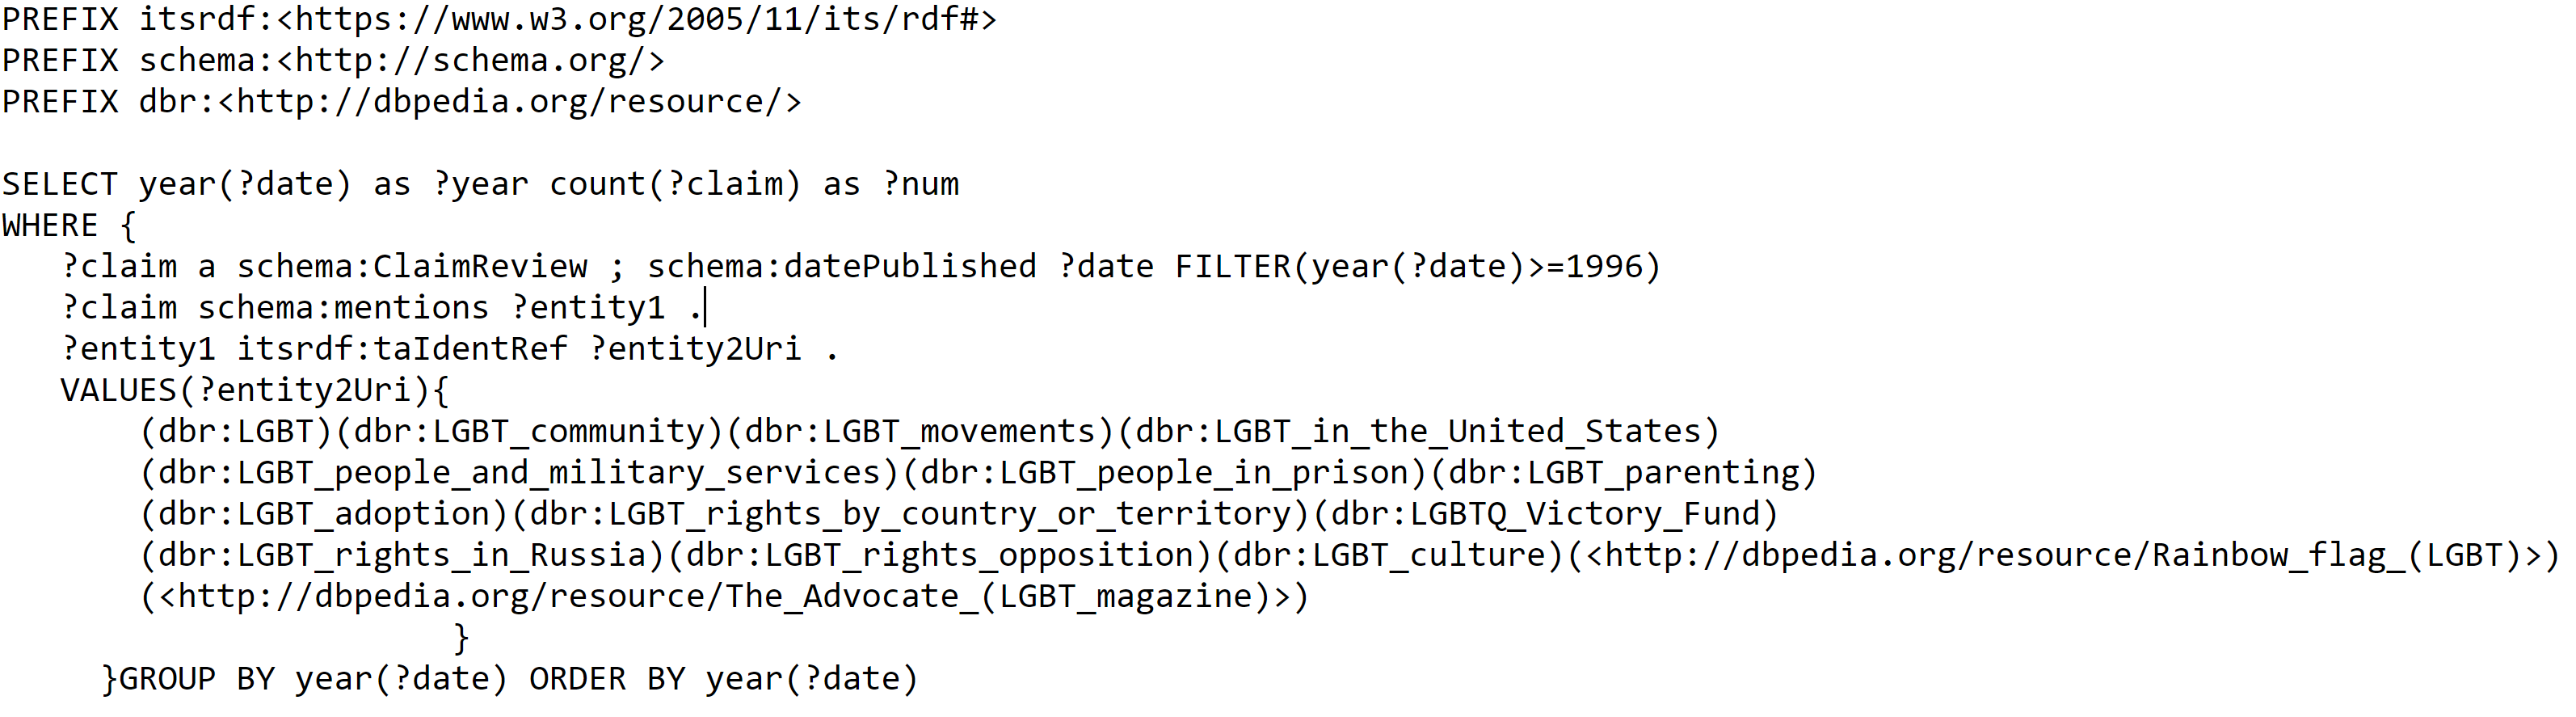 PREFIX itsrdf:<https://www.w3.org/2005/11/its/rdf#>
PREFIX schema:<http://schema.org/>
PREFIX dbr:<http://dbpedia.org/resource/>
SELECT year(?date) as ?year count(?claim) as ?num
WHERE {
?claim a schema:ClaimReview ; schema:datePublished ?date FILTER(year(?date)>=1996)
?claim schema:mentions ?entity1 .
?entity1 itsrdf:taIdentRef ?entity2Uri .
VALUES(?entity2Uri){
(dbr:LGBT)(dbr:LGBT_community)(dbr:LGBT_movements)(dbr:LGBT_in_the_United_States)
(dbr:LGBT_people_and_military_services)(dbr:LGBT_people_in_prison)(dbr:LGBT_parenting)
(dbr:LGBT_adoption)(dbr:LGBT_rights_by_country_or_territory)(dbr:LGBTQ_Victory_Fund)
(dbr:LGBT_rights_in_Russia)(dbr:LGBT_rights_opposition)(dbr:LGBT_culture)(<http://dbpedia.org/resource/Rainbow_flag_(LGBT)>)
(<http://dbpedia.org/resource/The_Advocate_(LGBT_magazine)>)
}
}GROUP BY year(?date) ORDER BY year(?date)